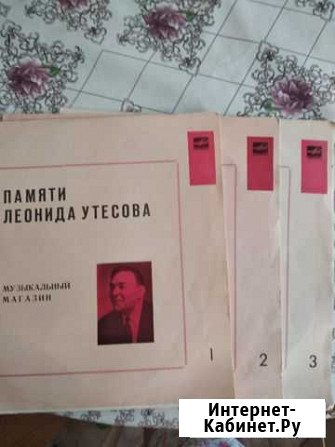 ПАМЯТИ
ЛЕОНИДА УТЕСОВА
МУЗЫКАЛЬНЫЙ
МАГАЗИН
1
2
3
Интернет-
Кабинет.Ру